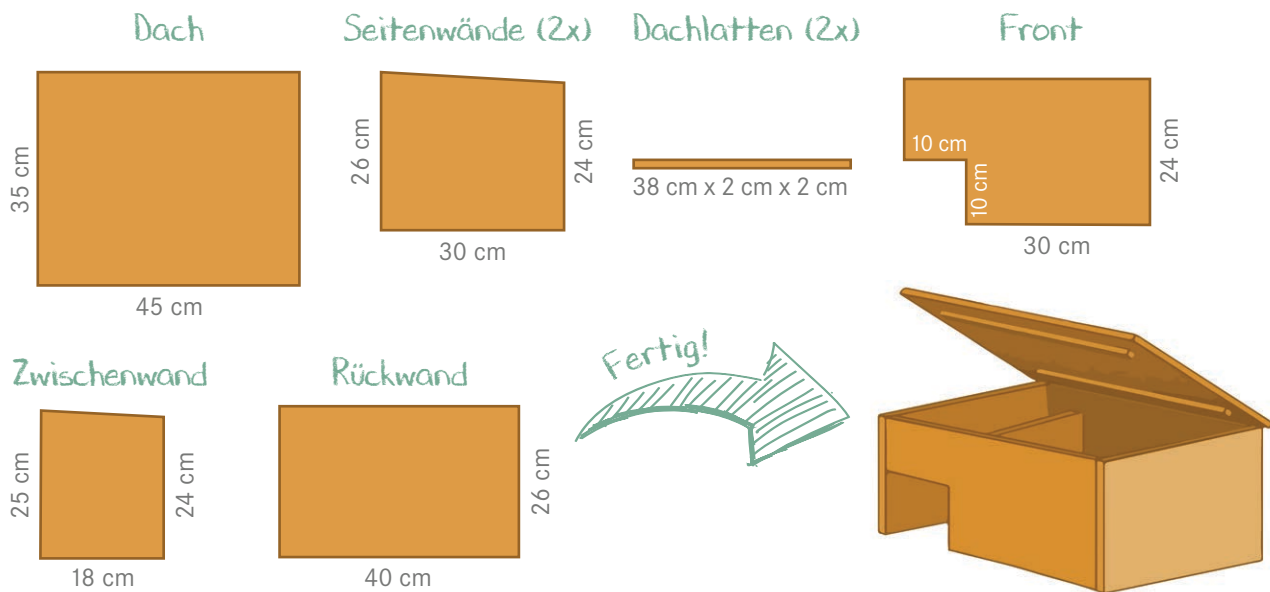 Dach
35 cm
45 cm
Seitenwände (2x)
26 cm
24 cm
30 cm
Dachlatten (2x)
38 cm x 2 cm x 2 cm
Front
10 cm
10 cm
24 cm
30 cm
Zwischenwand
25 cm
24 cm
18 cm
Rückwand
26 cm
40 cm
Fertig!